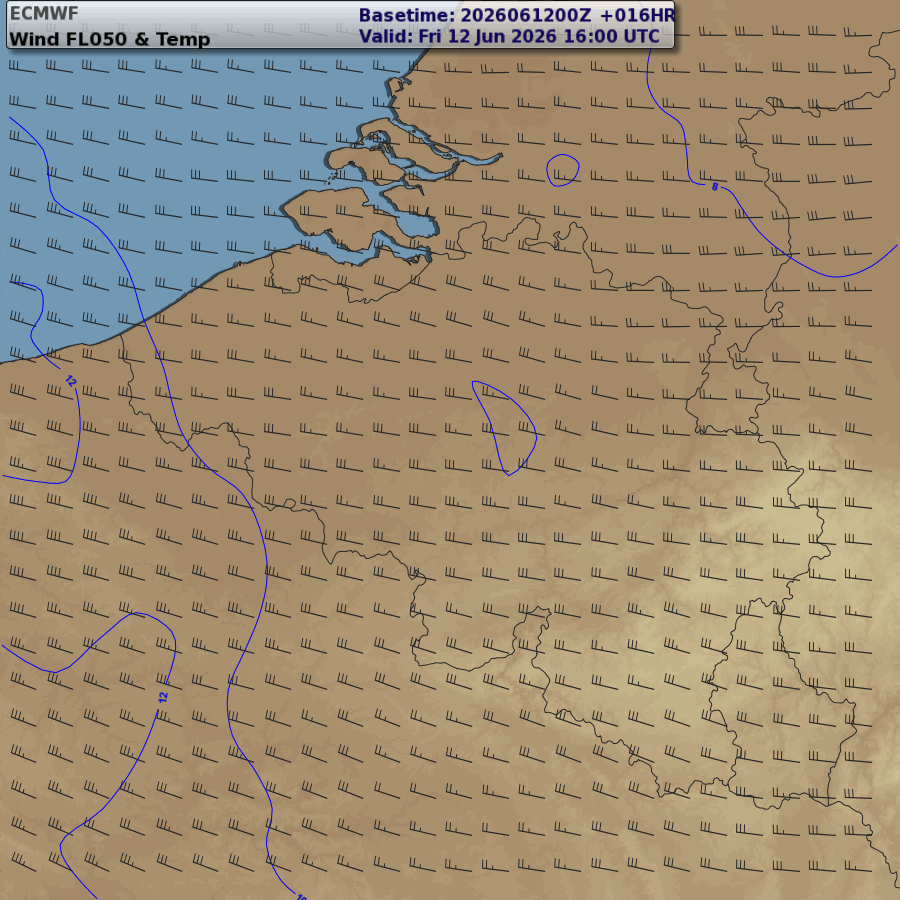 ECMWF
Basetime: 2026061200Z +016HR
Wind FL050 & Temp
Valid: Fri 12 Jun 2026 16:00 UTC
8
12
12